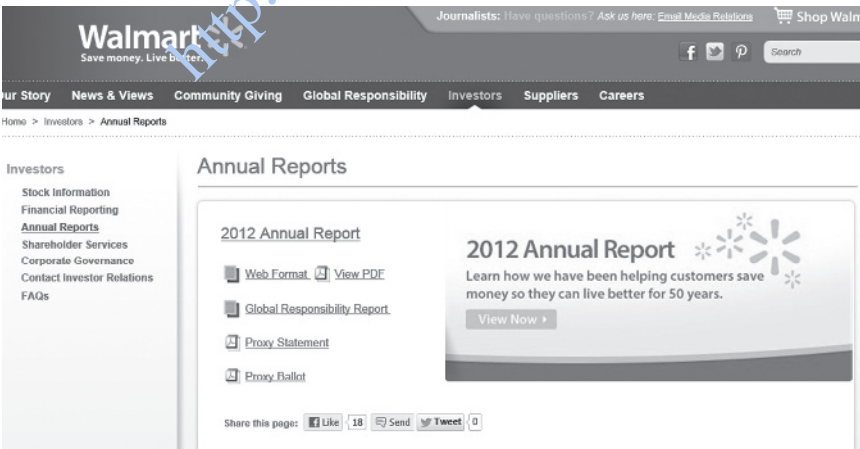 Journalists: Have questions? Ask us here: Email Media Relations
Shop Walm
Walmart
Save money. Live better.
Search
ur Story News & Views Community Giving Global Responsibility Investors Suppliers Careers
Home > Investors > Annual Reports
Investors
Stock Information
Financial Reporting
Annual Reports
Shareholder Services
Corporate Governance
Contact Investor Relations
FAQs
Annual Reports
2012 Annual Report
Web Format View PDF
Global Responsibility Report
Proxy Statement
Proxy Ballot
Share this page: Like 18 Send Tweet 0
2012 Annual Report
Learn how we have been helping customers save
money so they can live better for 50 years.
View Now
http